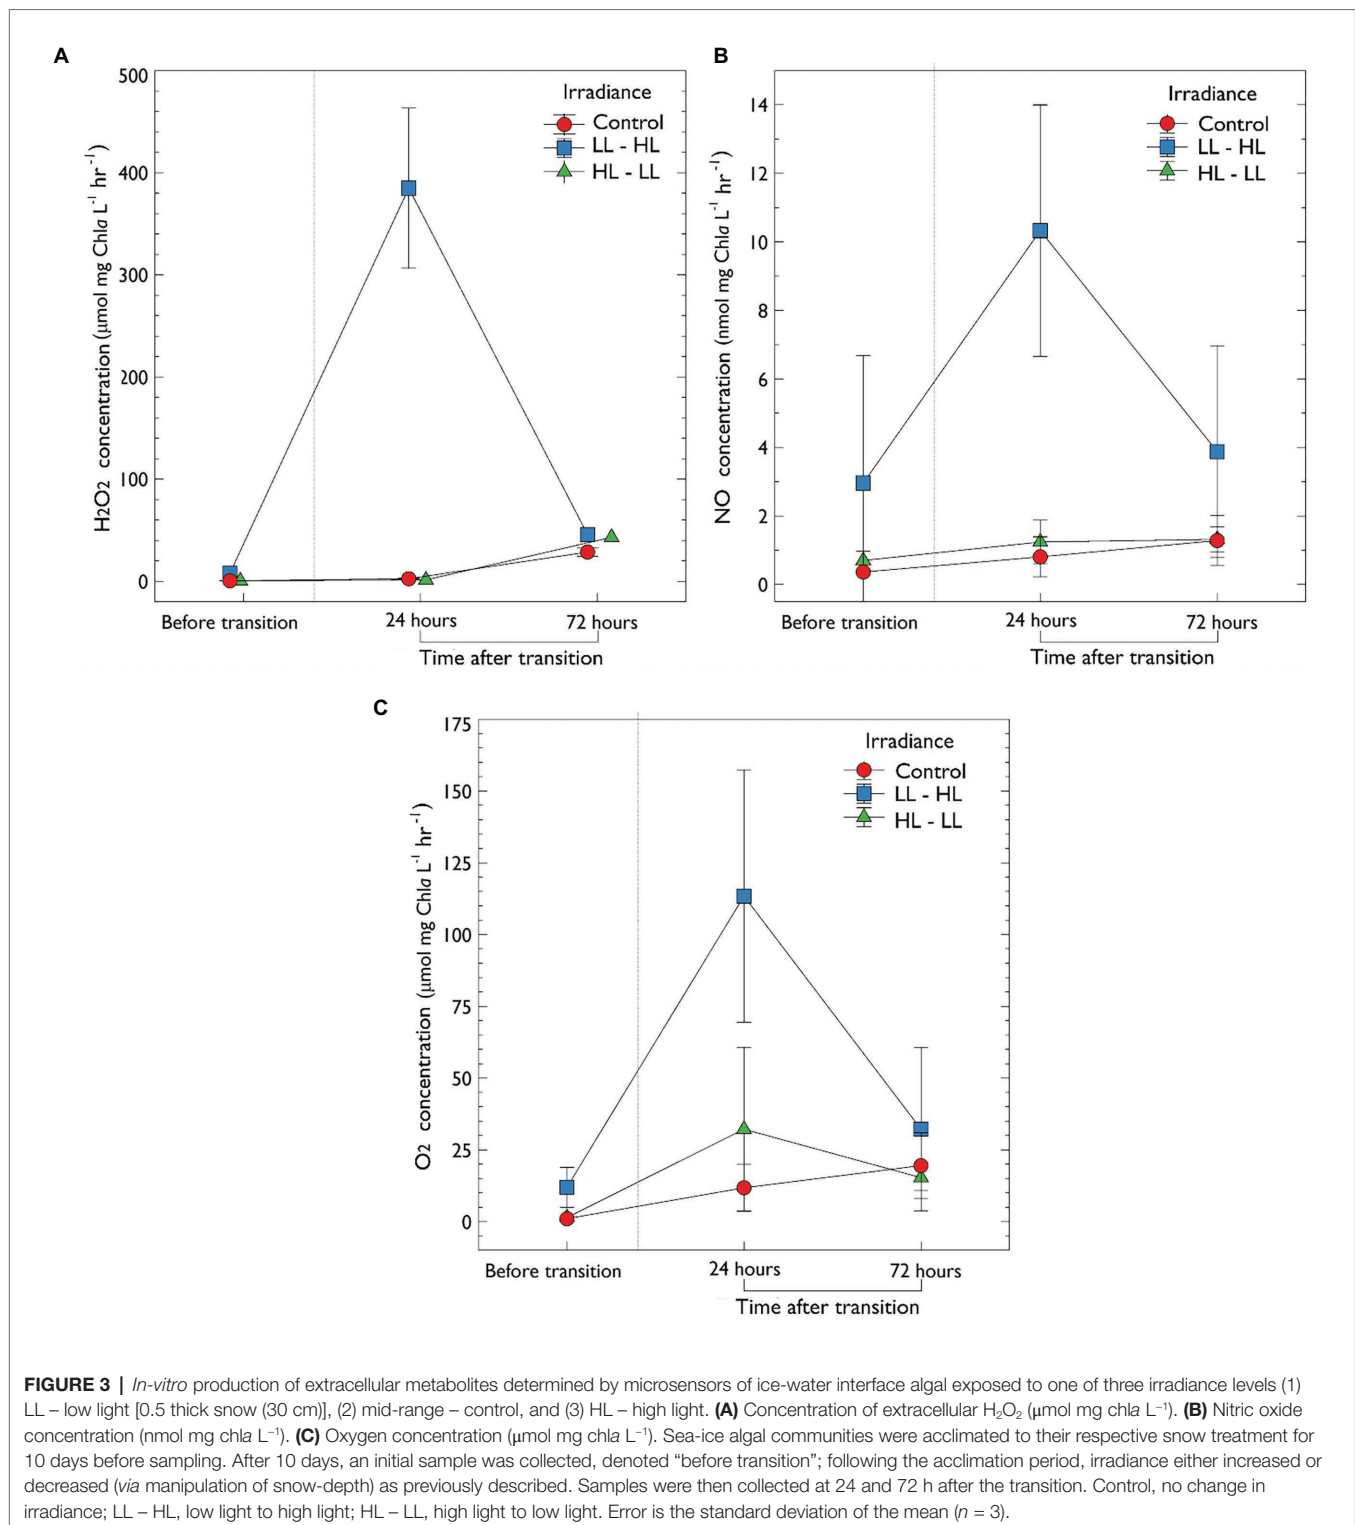 A
H2O2 concentration (μmol mg Chla L⁻¹ hr⁻¹)
500
400
300
200
100
0
Irradiance
Control
LL - HL
HL - LL
Before transition
24 hours
72 hours
Time after transition
B
NO concentration (nmol mg Chla L⁻¹ hr⁻¹)
14
12
10
8
6
4
2
0
Irradiance
Control
LL - HL
HL - LL
Before transition
24 hours
72 hours
Time after transition
C
O2 concentration (μmol mg Chla L⁻¹ hr⁻¹)
175
150
125
100
75
50
25
0
Irradiance
Control
LL - HL
HL - LL
Before transition
24 hours
72 hours
Time after transition
FIGURE 3 | In-vitro production of extracellular metabolites determined by microsensors of ice-water interface algal exposed to one of three irradiance levels (1)
LL – low light [0.5 thick snow (30 cm)], (2) mid-range – control, and (3) HL – high light. (A) Concentration of extracellular H₂O₂ (μmol mg chla L⁻¹). (B) Nitric oxide
concentration (nmol mg chla L⁻¹). (C) Oxygen concentration (μmol mg chla L⁻¹). Sea-ice algal communities were acclimated to their respective snow treatment for
10 days before sampling. After 10 days, an initial sample was collected, denoted “before transition”; following the acclimation period, irradiance either increased or
decreased (via manipulation of snow-depth) as previously described. Samples were then collected at 24 and 72 h after the transition. Control, no change in
irradiance; LL – HL, low light to high light; HL – LL, high light to low light. Error is the standard deviation of the mean (n = 3).